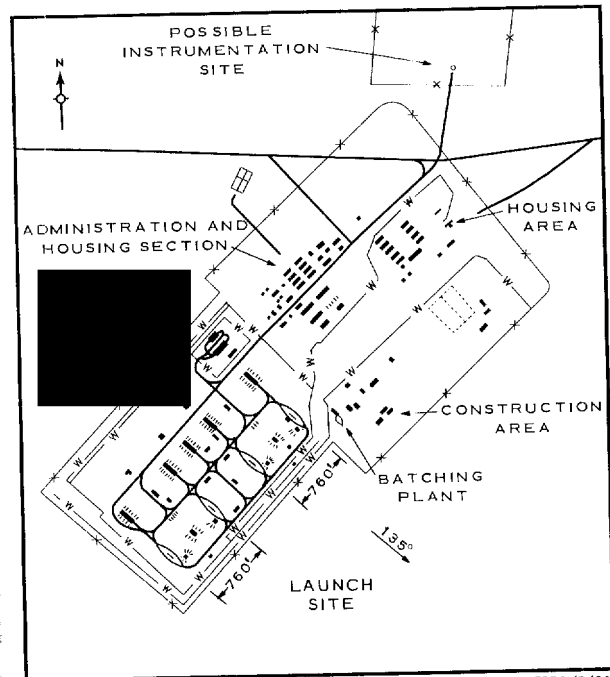 POSSIBLE
INSTRUMENTATION
SITE
N
ADMINISTRATION AND
HOUSING SECTION
HOUSING
AREA
CONSTRUCTION
AREA
BATCHING
PLANT
760'
760'
135°
LAUNCH
SITE